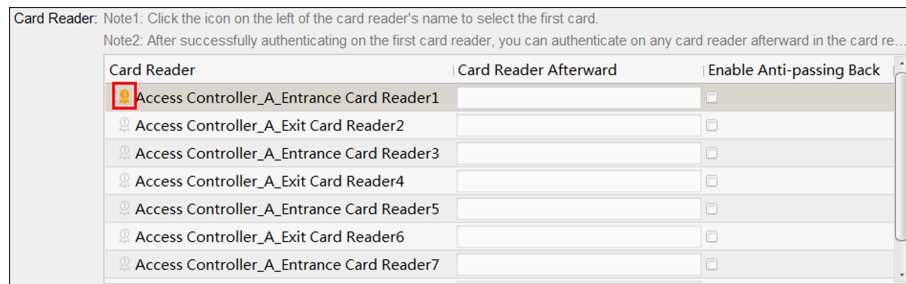 Card Reader: Note1: Click the icon on the left of the card reader's name to select the first card.
Note2: After successfully authenticating on the first card reader, you can authenticate on any card reader afterward in the card re...
Card Reader Card Reader Afterward Enable Anti-passing Back
Access Controller_A_Entrance Card Reader1
Access Controller_A_Exit Card Reader2
Access Controller_A_Entrance Card Reader3
Access Controller_A_Exit Card Reader4
Access Controller_A_Entrance Card Reader5
Access Controller_A_Exit Card Reader6
Access Controller_A_Entrance Card Reader7